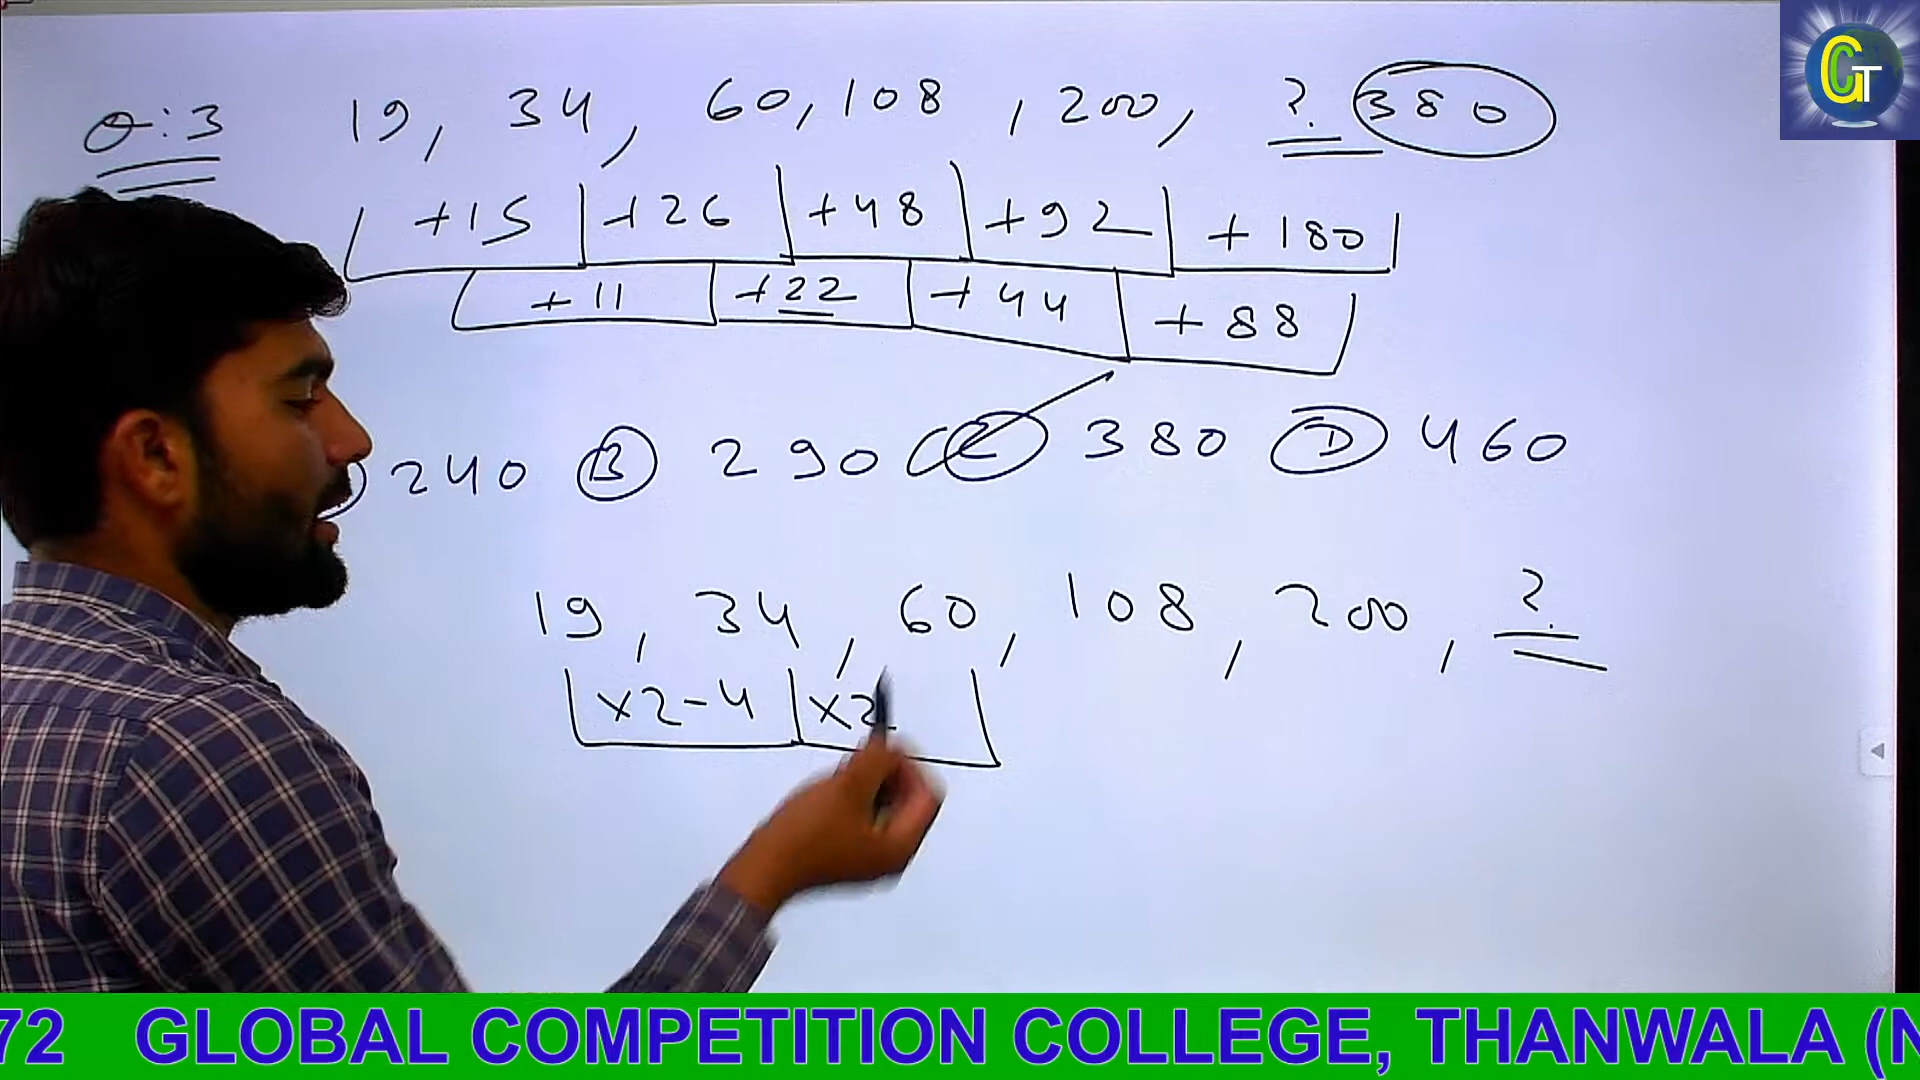 Q:3 19, 34, 60, 108, 200, ? 380
+15 +26 +48 +92 +180
+11 +22 +44 +88
240 B 290 C 380 D 460
19, 34, 60, 108, 200, ?
×2-4 ×2
GCT
72 GLOBAL COMPETITION COLLEGE, THANWALA (N